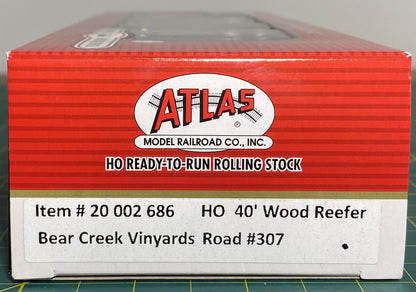 ATLAS
®
MODEL RAILROAD CO., INC.
HO READY-TO-RUN ROLLING STOCK
Item # 20 002 686 HO 40' Wood Reefer
Bear Creek Vinyards Road #307